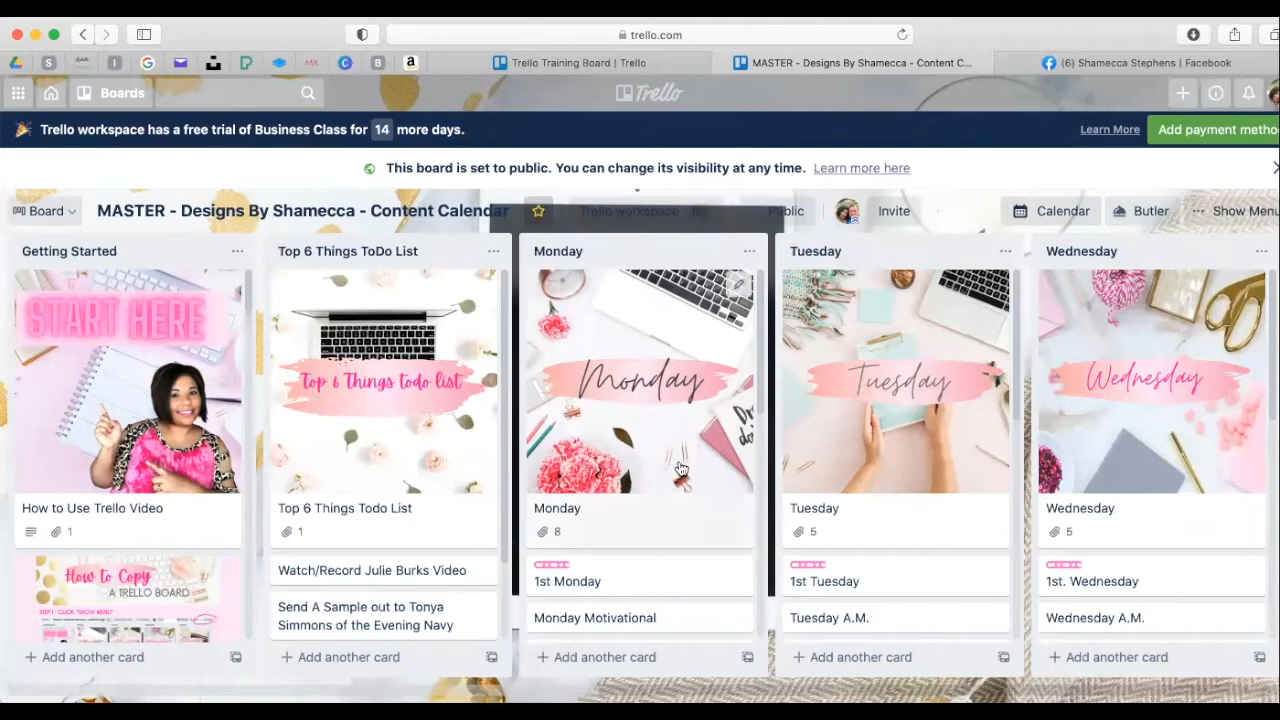 trello.com
Trello Training Board | Trello
MASTER - Designs By Shamecca - Content C...
(6) Shamecca Stephens | Facebook
Boards
Trello
Trello workspace has a free trial of Business Class for 14 more days.
Learn More
Add payment metho
This board is set to public. You can change its visibility at any time. Learn more here
Board
MASTER - Designs By Shamecca - Content Calendar
Trello workspace
Public
Invite
Calendar
Butler
Show Menu
Getting Started
Top 6 Things ToDo List
Monday
Tuesday
Wednesday
START HERE
Top 6 Things todo list
Monday
Tuesday
Wednesday
How to Use Trello Video
1
Top 6 Things Todo List
1
Monday
8
Tuesday
5
Wednesday
5
How to Copy
A TRELLO BOARD
STEP 1 - CLICK "SHOW MENU"
Watch/Record Julie Burks Video
Send A Sample out to Tonya
Simmons of the Evening Navy
1st Monday
Monday Motivational
1st Tuesday
Tuesday A.M.
1st. Wednesday
Wednesday A.M.
+ Add another card
+ Add another card
+ Add another card
+ Add another card
+ Add another card